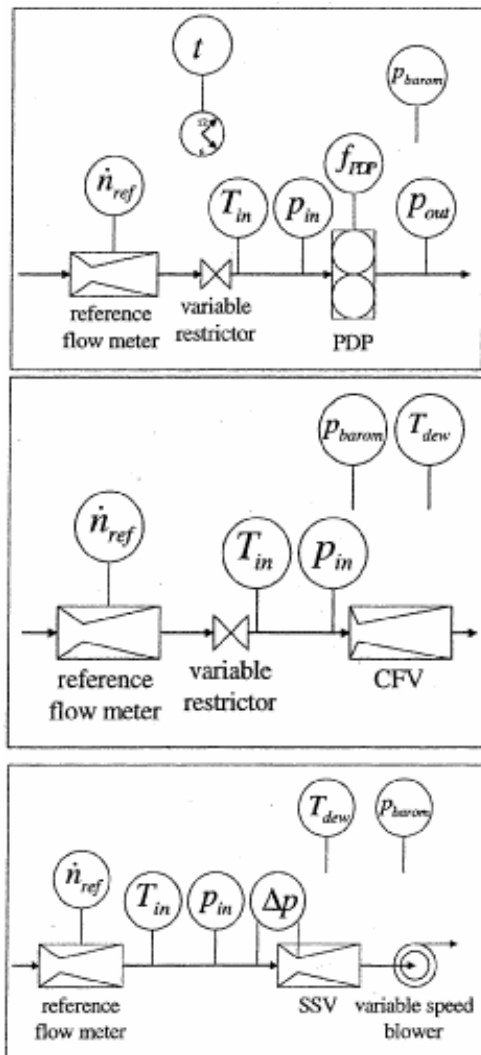 t
p_barom
ṅ_ref
T_in
p_in
f_PDP
p_out
reference
flow meter
variable
restrictor
PDP
p_barom
T_dew
ṅ_ref
T_in
p_in
reference
flow meter
variable
restrictor
CFV
T_dew
p_barom
ṅ_ref
T_in
p_in
Δp
reference
flow meter
SSV
variable speed
blower